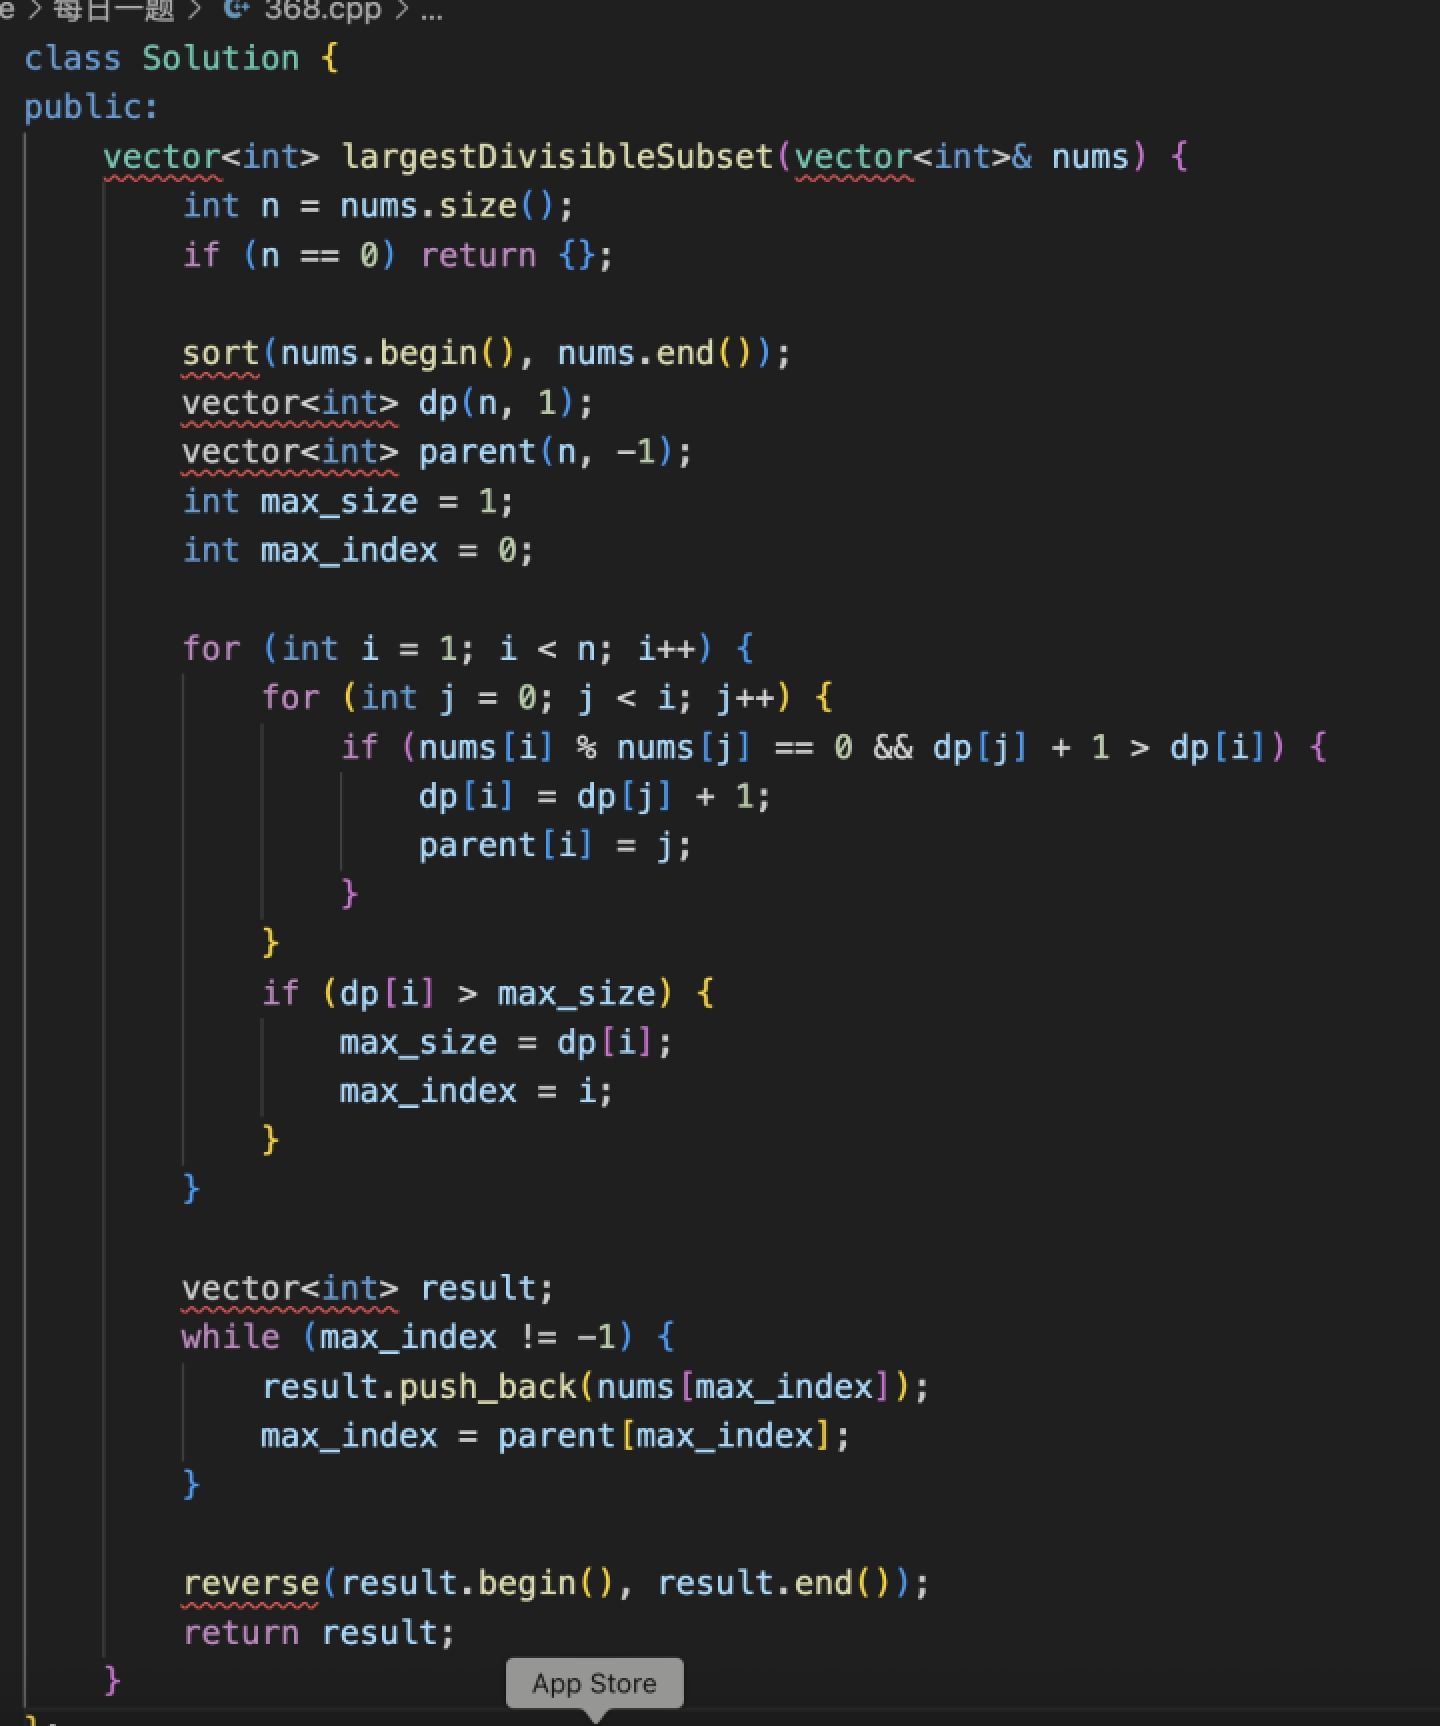 e > 每日一题 > C++ 368.cpp > ...
class Solution {
public:
    vector<int> largestDivisibleSubset(vector<int>& nums) {
        int n = nums.size();
        if (n == 0) return {};

        sort(nums.begin(), nums.end());
        vector<int> dp(n, 1);
        vector<int> parent(n, -1);
        int max_size = 1;
        int max_index = 0;

        for (int i = 1; i < n; i++) {
            for (int j = 0; j < i; j++) {
                if (nums[i] % nums[j] == 0 && dp[j] + 1 > dp[i]) {
                    dp[i] = dp[j] + 1;
                    parent[i] = j;
                }
            }
            if (dp[i] > max_size) {
                max_size = dp[i];
                max_index = i;
            }
        }

        vector<int> result;
        while (max_index != -1) {
            result.push_back(nums[max_index]);
            max_index = parent[max_index];
        }

        reverse(result.begin(), result.end());
        return result;
    }
App Store
};